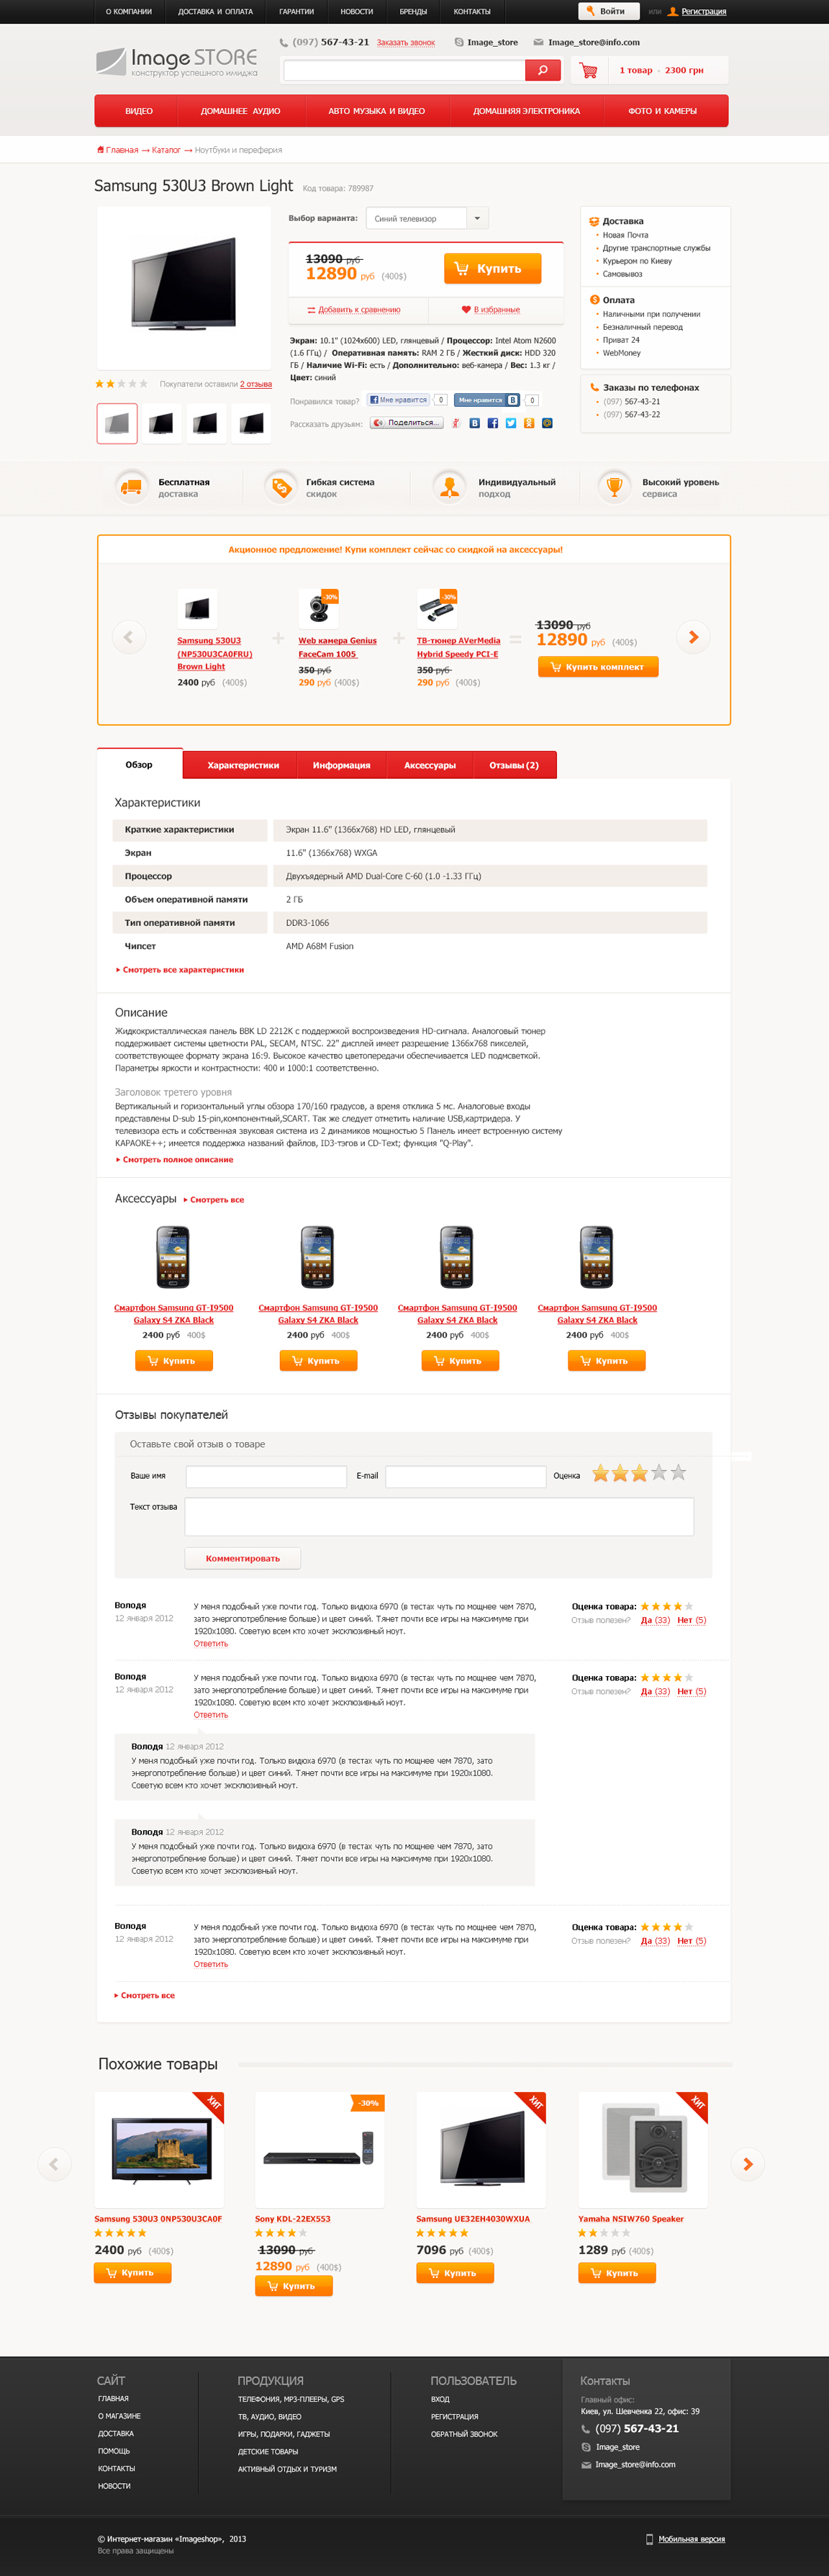 О КОМПАНИИ ДОСТАВКА И ОПЛАТА ГАРАНТИИ НОВОСТИ БРЕНДЫ КОНТАКТЫ Войти или Регистрация
(097) 567-43-21 Заказать звонок Image_store Image_store@info.com
Image STORE
конструктор успешного имиджа
1 товар - 2300 грн
ВИДЕО ДОМАШНЕЕ АУДИО АВТО МУЗЫКА И ВИДЕО ДОМАШНЯЯ ЭЛЕКТРОНИКА ФОТО И КАМЕРЫ
Главная → Каталог → Ноутбуки и переферия
Samsung 530U3 Brown Light Код товара: 789987
Выбор варианта: Синий телевизор
13090 руб
12890 руб (400$)
Купить
Добавить к сравнению В избранные
Экран: 10.1" (1024x600) LED, глянцевый / Процессор: Intel Atom N2600
(1.6 ГГц) / Оперативная память: RAM 2 ГБ / Жесткий диск: HDD 320
ГБ / Наличие Wi-Fi: есть / Дополнительно: веб-камера / Вес: 1.3 кг /
Цвет: синий
Покупатели оставили 2 отзыва
Понравился товар? Мне нравится 0 Мне нравится В 0
Рассказать друзьям: Поделиться...
Доставка
Новая Почта
Другие транспортные службы
Курьером по Киеву
Самовывоз
Оплата
Наличными при получении
Безналичный перевод
Приват 24
WebMoney
Заказы по телефонах
(097) 567-43-21
(097) 567-43-22
Бесплатная
доставка
Гибкая система
скидок
Индивидуальный
подход
Высокий уровень
сервиса
Акционное предложение! Купи комплект сейчас со скидкой на аксессуары!
Samsung 530U3
(NP530U3CA0FRU)
Brown Light
2400 руб (400$)
+
-30%
Web камера Genius
FaceCam 1005
350 руб
290 руб (400$)
+
-30%
ТВ-тюнер AVerMedia
Hybrid Speedy PCI-E
350 руб
290 руб (400$)
=
13090 руб
12890 руб (400$)
Купить комплект
Обзор Характеристики Информация Аксессуары Отзывы (2)
Характеристики
Краткие характеристики Экран 11.6" (1366x768) HD LED, глянцевый
Экран 11.6" (1366x768) WXGA
Процессор Двухъядерный AMD Dual-Core C-60 (1.0 -1.33 ГГц)
Объем оперативной памяти 2 ГБ
Тип оперативной памяти DDR3-1066
Чипсет AMD A68M Fusion
Смотреть все характеристики
Описание
Жидкокристаллическая панель BBK LD 2212K с поддержкой воспроизведения HD-сигнала. Аналоговый тюнер
поддерживает системы цветности PAL, SECAM, NTSC. 22" дисплей имеет разрешение 1366x768 пикселей,
соответствующее формату экрана 16:9. Высокое качество цветопередачи обеспечивается LED подмсветкой.
Параметры яркости и контрастности: 400 и 1000:1 соответственно.
Заголовок третего уровня
Вертикальный и горизонтальный углы обзора 170/160 градусов, а время отклика 5 мс. Аналоговые входы
представлены D-sub 15-pin,компонентный,SCART. Так же следует отметить наличие USB,картридера. У
телевизора есть и собственная звуковая система из 2 динамиков мощностью 5 Панель имеет встроенную систему
КАРАОКЕ++; имеется поддержка названий файлов, ID3-тэгов и CD-Text; функция "Q-Play".
Смотреть полное описание
Аксессуары Смотреть все
Смартфон Samsung GT-I9500
Galaxy S4 ZKA Black
2400 руб 400$
Купить
Смартфон Samsung GT-I9500
Galaxy S4 ZKA Black
2400 руб 400$
Купить
Смартфон Samsung GT-I9500
Galaxy S4 ZKA Black
2400 руб 400$
Купить
Смартфон Samsung GT-I9500
Galaxy S4 ZKA Black
2400 руб 400$
Купить
Отзывы покупателей
Оставьте свой отзыв о товаре
Ваше имя E-mail Оценка
Текст отзыва
Комментировать
Володя
12 января 2012
У меня подобный уже почти год. Только видюха 6970 (в тестах чуть по мощнее чем 7870,
зато энергопотребление больше) и цвет синий. Тянет почти все игры на максимуме при
1920x1080. Советую всем кто хочет эксклюзивный ноут.
Ответить
Оценка товара:
Отзыв полезен? Да (33) Нет (5)
Володя
12 января 2012
У меня подобный уже почти год. Только видюха 6970 (в тестах чуть по мощнее чем 7870,
зато энергопотребление больше) и цвет синий. Тянет почти все игры на максимуме при
1920x1080. Советую всем кто хочет эксклюзивный ноут.
Ответить
Оценка товара:
Отзыв полезен? Да (33) Нет (5)
Володя 12 января 2012
У меня подобный уже почти год. Только видюха 6970 (в тестах чуть по мощнее чем 7870, зато
энергопотребление больше) и цвет синий. Тянет почти все игры на максимуме при 1920x1080.
Советую всем кто хочет эксклюзивный ноут.
Володя 12 января 2012
У меня подобный уже почти год. Только видюха 6970 (в тестах чуть по мощнее чем 7870, зато
энергопотребление больше) и цвет синий. Тянет почти все игры на максимуме при 1920x1080.
Советую всем кто хочет эксклюзивный ноут.
Володя
12 января 2012
У меня подобный уже почти год. Только видюха 6970 (в тестах чуть по мощнее чем 7870,
зато энергопотребление больше) и цвет синий. Тянет почти все игры на максимуме при
1920x1080. Советую всем кто хочет эксклюзивный ноут.
Ответить
Оценка товара:
Отзыв полезен? Да (33) Нет (5)
Смотреть все
Похожие товары
ХИТ
Samsung 530U3 0NP530U3CA0F
2400 руб (400$)
Купить
-30%
Sony KDL-22EX553
13090 руб
12890 руб (400$)
Купить
ХИТ
Samsung UE32EH4030WXUA
7096 руб (400$)
Купить
ХИТ
Yamaha NSIW760 Speaker
1289 руб (400$)
Купить
САЙТ
ГЛАВНАЯ
О МАГАЗИНЕ
ДОСТАВКА
ПОМОЩЬ
КОНТАКТЫ
НОВОСТИ
ПРОДУКЦИЯ
ТЕЛЕФОНИЯ, MP3-ПЛЕЕРЫ, GPS
ТВ, АУДИО, ВИДЕО
ИГРЫ, ПОДАРКИ, ГАДЖЕТЫ
ДЕТСКИЕ ТОВАРЫ
АКТИВНЫЙ ОТДЫХ И ТУРИЗМ
ПОЛЬЗОВАТЕЛЬ
ВХОД
РЕГИСТРАЦИЯ
ОБРАТНЫЙ ЗВОНОК
Контакты
Главный офис:
Киев, ул. Шевченка 22, офис: 39
(097) 567-43-21
Image_store
Image_store@info.com
© Интернет-магазин «Imageshop», 2013
Все права защищены
Мобильная версия